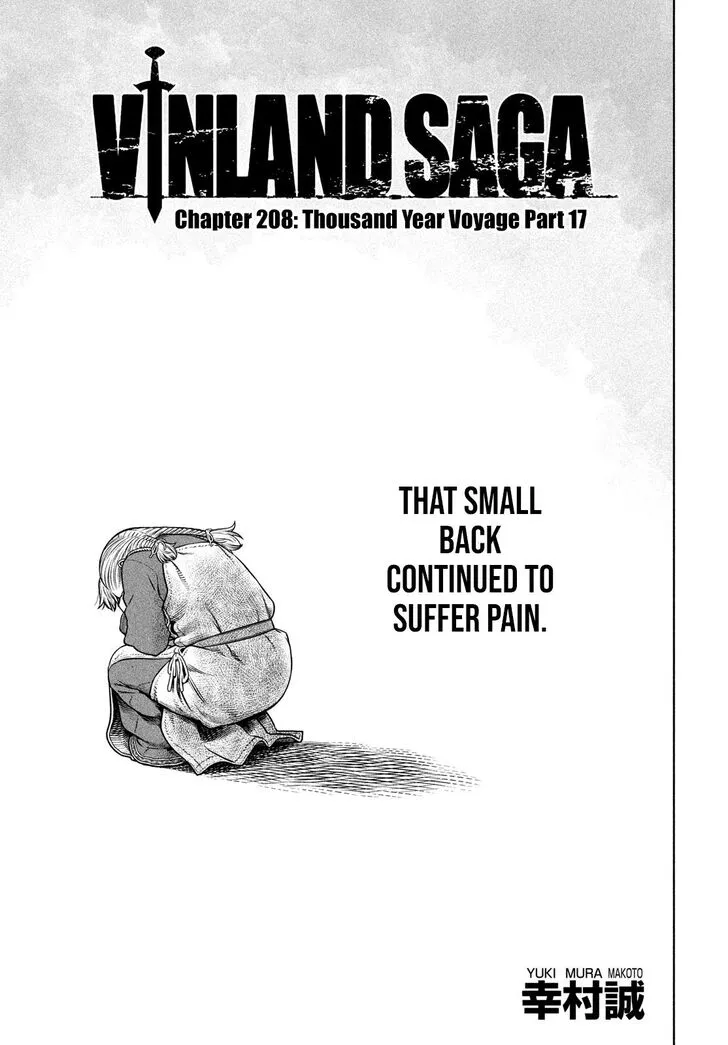 VINLAND SAGA
Chapter 208: Thousand Year Voyage Part 17
THAT SMALL
BACK
CONTINUED TO
SUFFER PAIN.
YUKI MURA MAKOTO
幸村誠